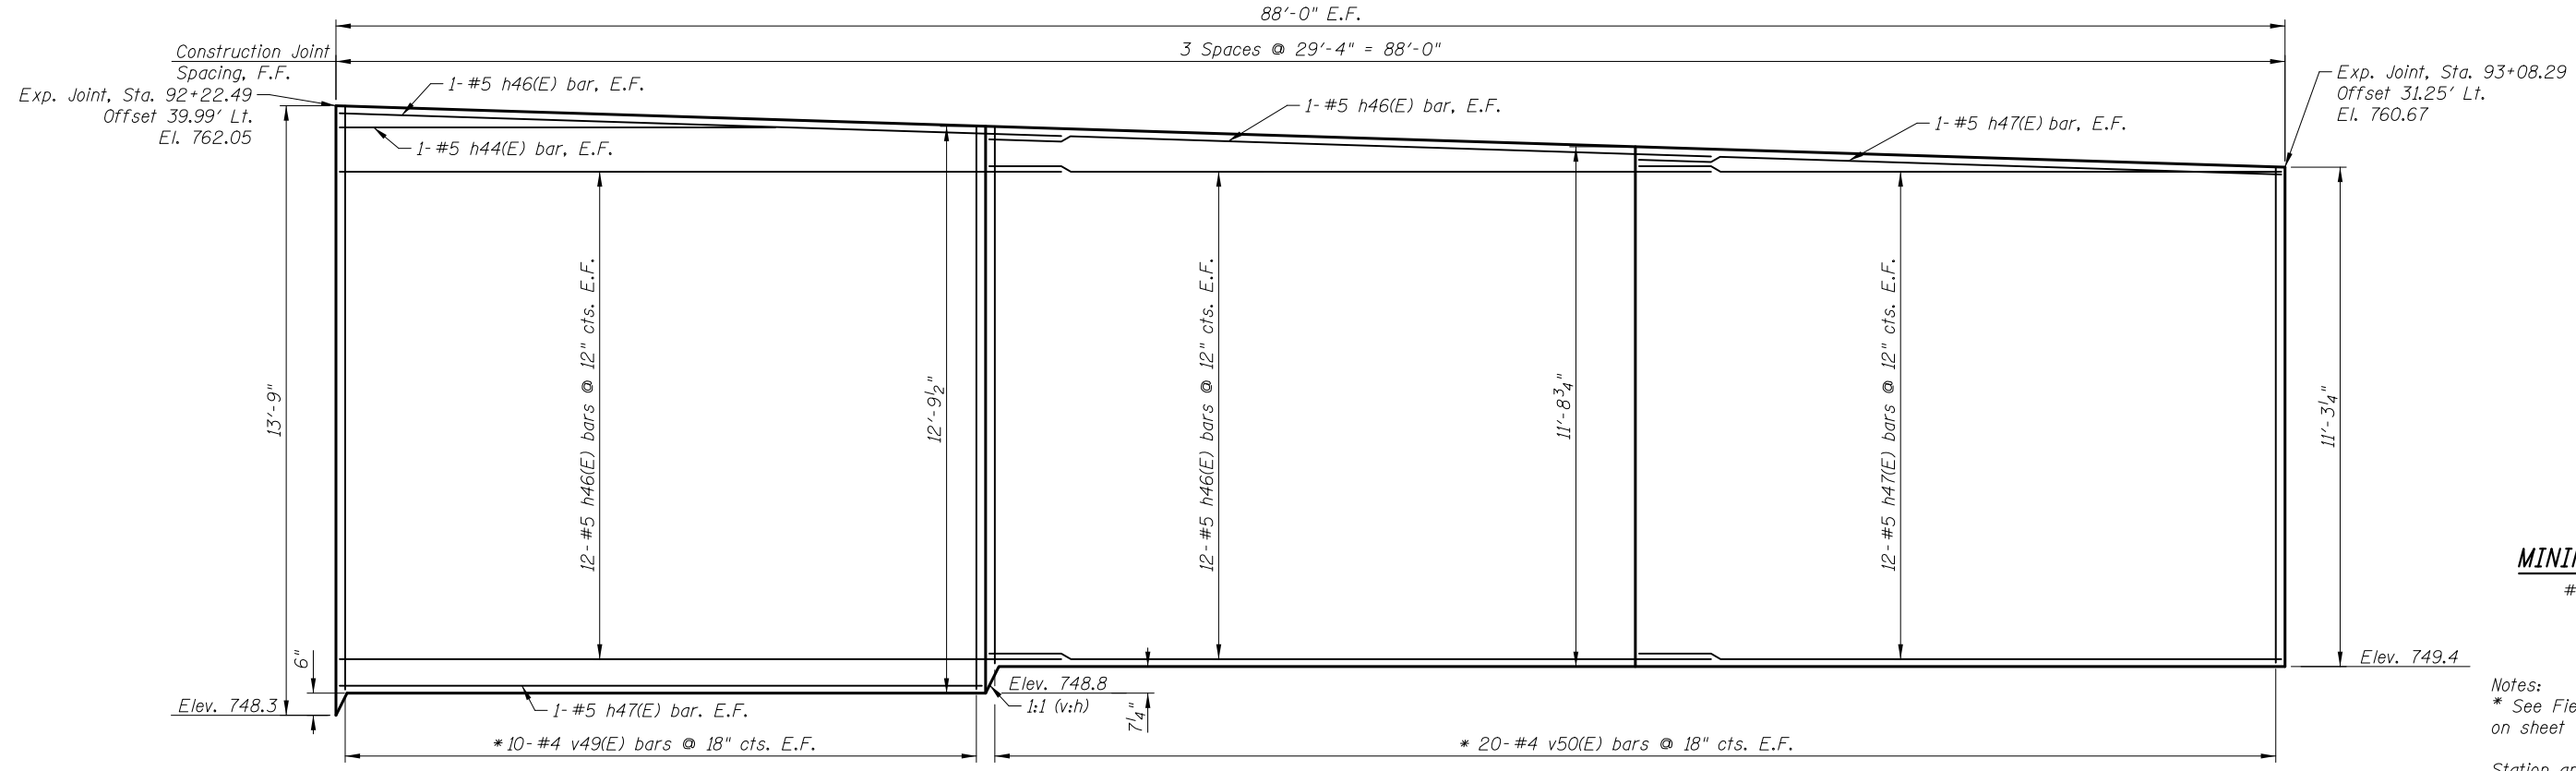 88'-0" E.F.
3 Spaces @ 29'-4" = 88'-0"
Construction Joint
Spacing, F.F.
Exp. Joint, Sta. 92+22.49
Offset 39.99' Lt.
El. 762.05
1-#5 h46(E) bar, E.F.
1-#5 h44(E) bar, E.F.
1-#5 h46(E) bar, E.F.
1-#5 h47(E) bar, E.F.
Exp. Joint, Sta. 93+08.29
Offset 31.25' Lt.
El. 760.67
13'-9"
12-#5 h46(E) bars @ 12" cts. E.F.
12'-9½"
12-#5 h46(E) bars @ 12" cts. E.F.
11'-8¾"
12-#5 h47(E) bars @ 12" cts. E.F.
11'-3¼"
6"
Elev. 748.3
1-#5 h47(E) bar. E.F.
Elev. 748.8
1:1 (v:h)
7¼"
Elev. 749.4
*10-#4 v49(E) bars @ 18" cts. E.F.
* 20-#4 v50(E) bars @ 18" cts. E.F.
#
Notes:
* See Fie
on sheet